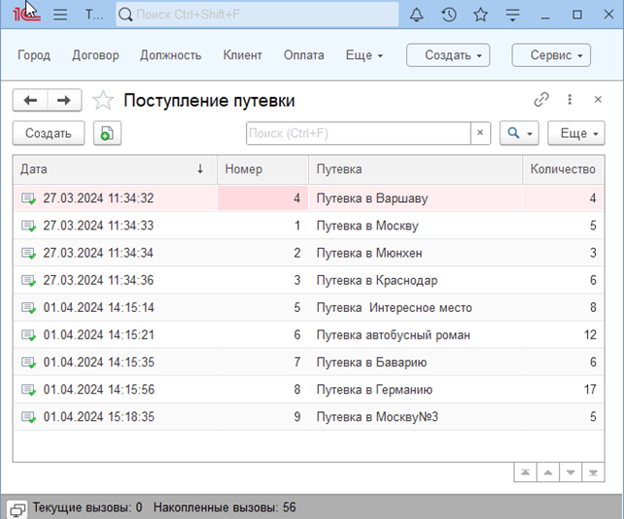 1С Т... Поиск Ctrl+Shift+F
Город Договор Должность Клиент Оплата Еще Создать Сервис
Поступление путевки
Создать Поиск (Ctrl+F) × Еще
Дата ↓ Номер Путевка Количество
27.03.2024 11:34:32 4 Путевка в Варшаву 4
27.03.2024 11:34:33 1 Путевка в Москву 5
27.03.2024 11:34:34 2 Путевка в Мюнхен 3
27.03.2024 11:34:36 3 Путевка в Краснодар 6
01.04.2024 14:15:14 5 Путевка Интересное место 8
01.04.2024 14:15:21 6 Путевка автобусный роман 12
01.04.2024 14:15:35 7 Путевка в Баварию 6
01.04.2024 14:15:56 8 Путевка в Германию 17
01.04.2024 15:18:35 9 Путевка в Москву№3 5
Текущие вызовы: 0 Накопленные вызовы: 56